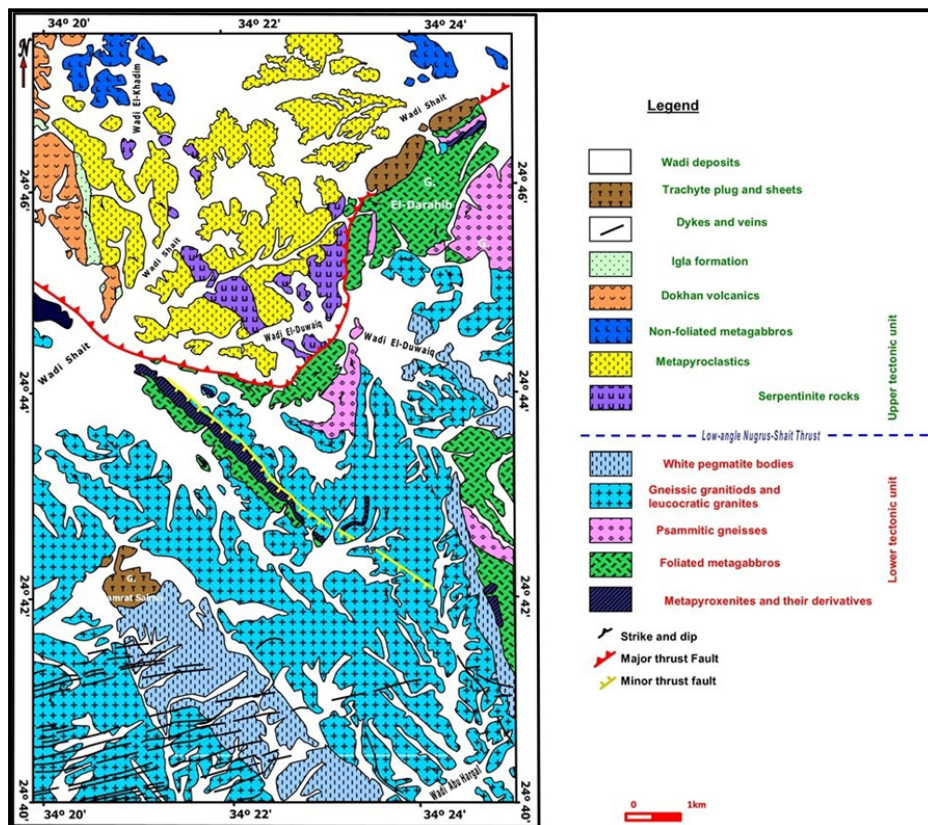 34° 20'
34° 22'
34° 24'
N
Wadi El-Khadim
Wadi Shait
24° 46'
24° 46'
G.
El-Darahib
G.
Wadi Shait
Wadi El-Duwaiq
Wadi El-Duwaiq
Wadi Shait
24° 44'
24° 44'
24° 42'
24° 42'
G.
Wadi Abu Hargal
24° 40'
24° 40'
34° 20'
34° 22'
34° 24'
Legend
Wadi deposits
Trachyte plug and sheets
Dykes and veins
Igla formation
Dokhan volcanics
Non-foliated metagabbros
Metapyroclastics
Serpentinite rocks
Upper tectonic unit
Low-angle Nugrus-Shait Thrust
White pegmatite bodies
Gneissic granitiods and
leucocratic granites
Psammitic gneisses
Foliated metagabbros
Metapyroxenites and their derivatives
Lower tectonic unit
Strike and dip
Major thrust Fault
Minor thrust fault
0 1km